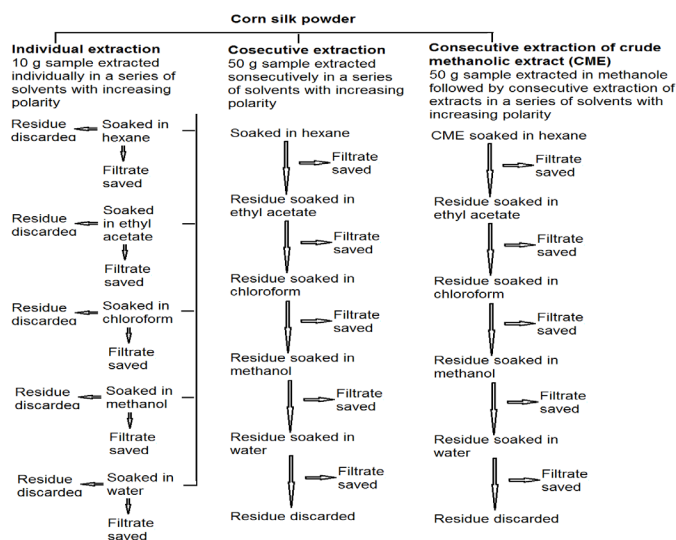 Corn silk powder
Individual extraction
10 g sample extracted
individually in a series of
solvents with increasing
polarity
Residue
discardea
Soaked in
hexane
Filtrate
saved
Residue
discardea
Soaked
in ethyl
acetate
Filtrate
saved
Residue
discardea
Soaked in
chloroform
Filtrate
saved
Residue
discardea
Soaked in
methanol
Filtrate
saved
Residue
discardea
Soaked in
water
Filtrate
saved
Cosecutive extraction
50 g sample extracted
sonsecutively in a series
of solvents with increasing
polarity
Soaked in hexane
Filtrate
saved
Residue soaked in
ethyl acetate
Filtrate
saved
Residue soaked in
chloroform
Filtrate
saved
Residue soaked in
methanol
Filtrate
saved
Residue soaked in
water
Filtrate
saved
Residue discarded
Consecutive extraction of crude
methanolic extract (CME)
50 g sample extracted in methanole
followed by consecutive extraction of
extracts in a series of solvents with
increasing polarity
CME soaked in hexane
Filtrate
saved
Residue soaked in
ethyl acetate
Filtrate
saved
Residue soaked in
chloroform
Filtrate
saved
Residue soaked in
methanol
Filtrate
saved
Residue soaked in
water
Filtrate
saved
Residue discarded